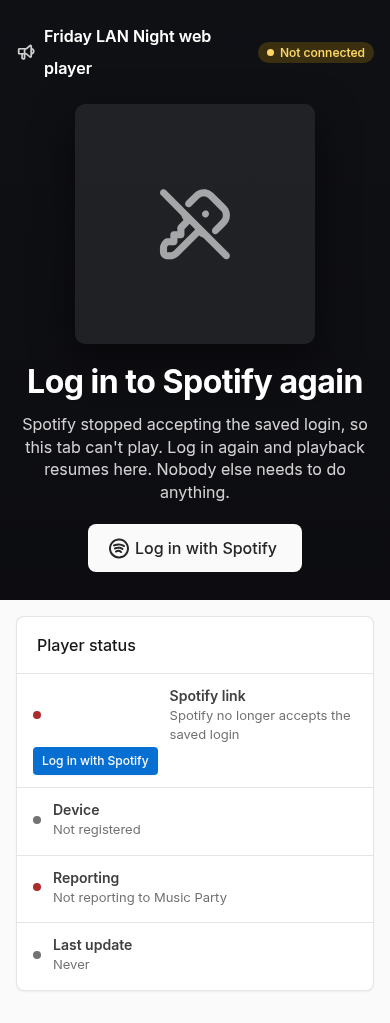 Friday LAN Night web
player
Not connected
Log in to Spotify again
Spotify stopped accepting the saved login, so
this tab can't play. Log in again and playback
resumes here. Nobody else needs to do
anything.
Log in with Spotify
Player status
Spotify link
Spotify no longer accepts the
saved login
Log in with Spotify
Device
Not registered
Reporting
Not reporting to Music Party
Last update
Never